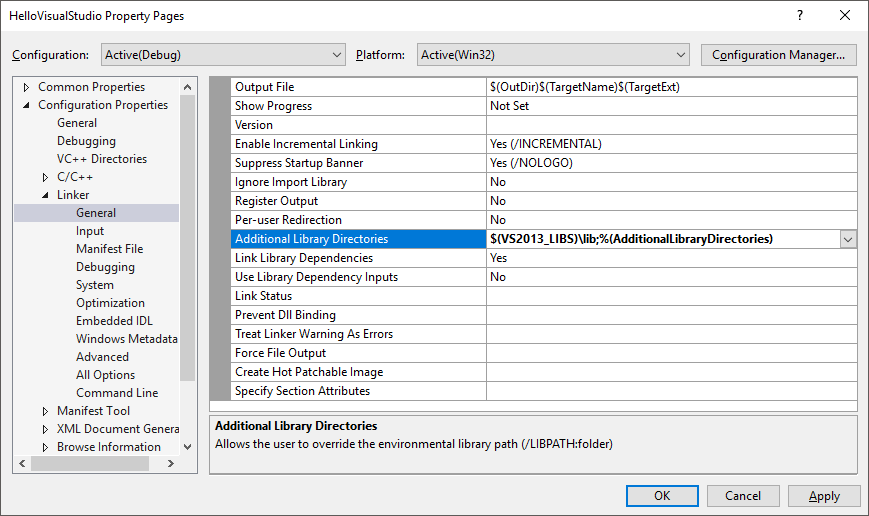 HelloVisualStudio Property Pages
Configuration: Active(Debug) Platform: Active(Win32) Configuration Manager...
Common Properties
Configuration Properties
General
Debugging
VC++ Directories
C/C++
Linker
General
Input
Manifest File
Debugging
System
Optimization
Embedded IDL
Windows Metadata
Advanced
All Options
Command Line
Manifest Tool
XML Document Genera
Browse Information
Output File $(OutDir)$(TargetName)$(TargetExt)
Show Progress Not Set
Version
Enable Incremental Linking Yes (/INCREMENTAL)
Suppress Startup Banner Yes (/NOLOGO)
Ignore Import Library No
Register Output No
Per-user Redirection No
Additional Library Directories $(VS2013_LIBS)\lib;%(AdditionalLibraryDirectories)
Link Library Dependencies Yes
Use Library Dependency Inputs No
Link Status
Prevent Dll Binding
Treat Linker Warning As Errors
Force File Output
Create Hot Patchable Image
Specify Section Attributes
Additional Library Directories
Allows the user to override the environmental library path (/LIBPATH:folder)
OK Cancel Apply